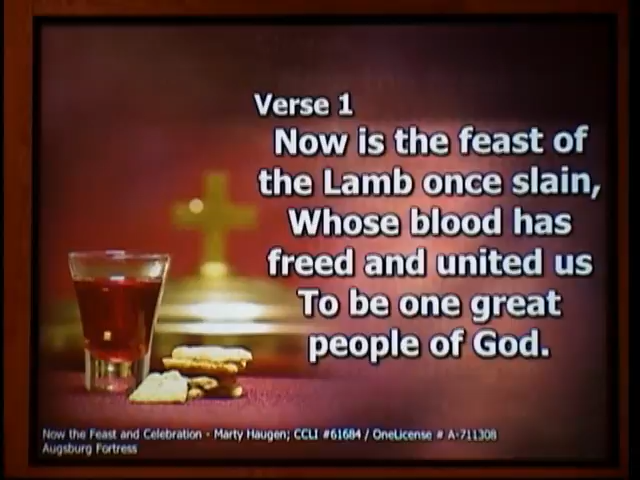 Verse 1
Now is the feast of
the Lamb once slain,
Whose blood has
freed and united us
To be one great
people of God.
Now the Feast and Celebration - Marty Haugen; CCLI #61684 / OneLicense # A-711308
Augsburg Fortress